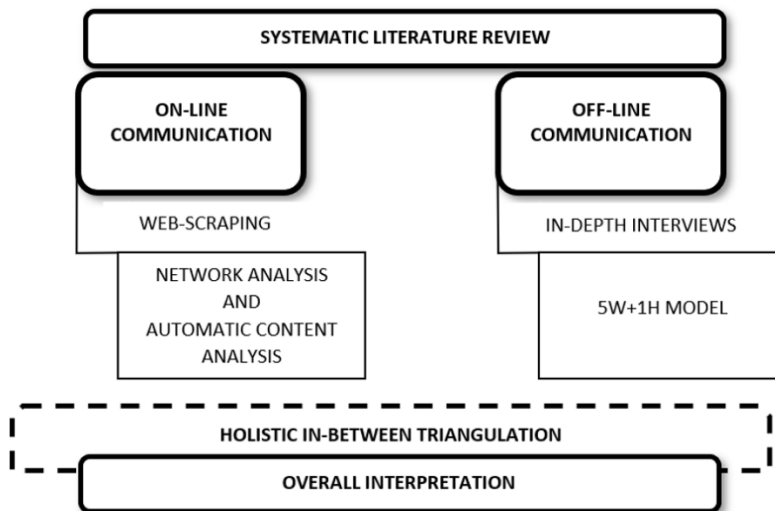 SYSTEMATIC LITERATURE REVIEW
ON-LINE
COMMUNICATION
OFF-LINE
COMMUNICATION
WEB-SCRAPING
IN-DEPTH INTERVIEWS
NETWORK ANALYSIS
AND
AUTOMATIC CONTENT
ANALYSIS
5W+1H MODEL
HOLISTIC IN-BETWEEN TRIANGULATION
OVERALL INTERPRETATION